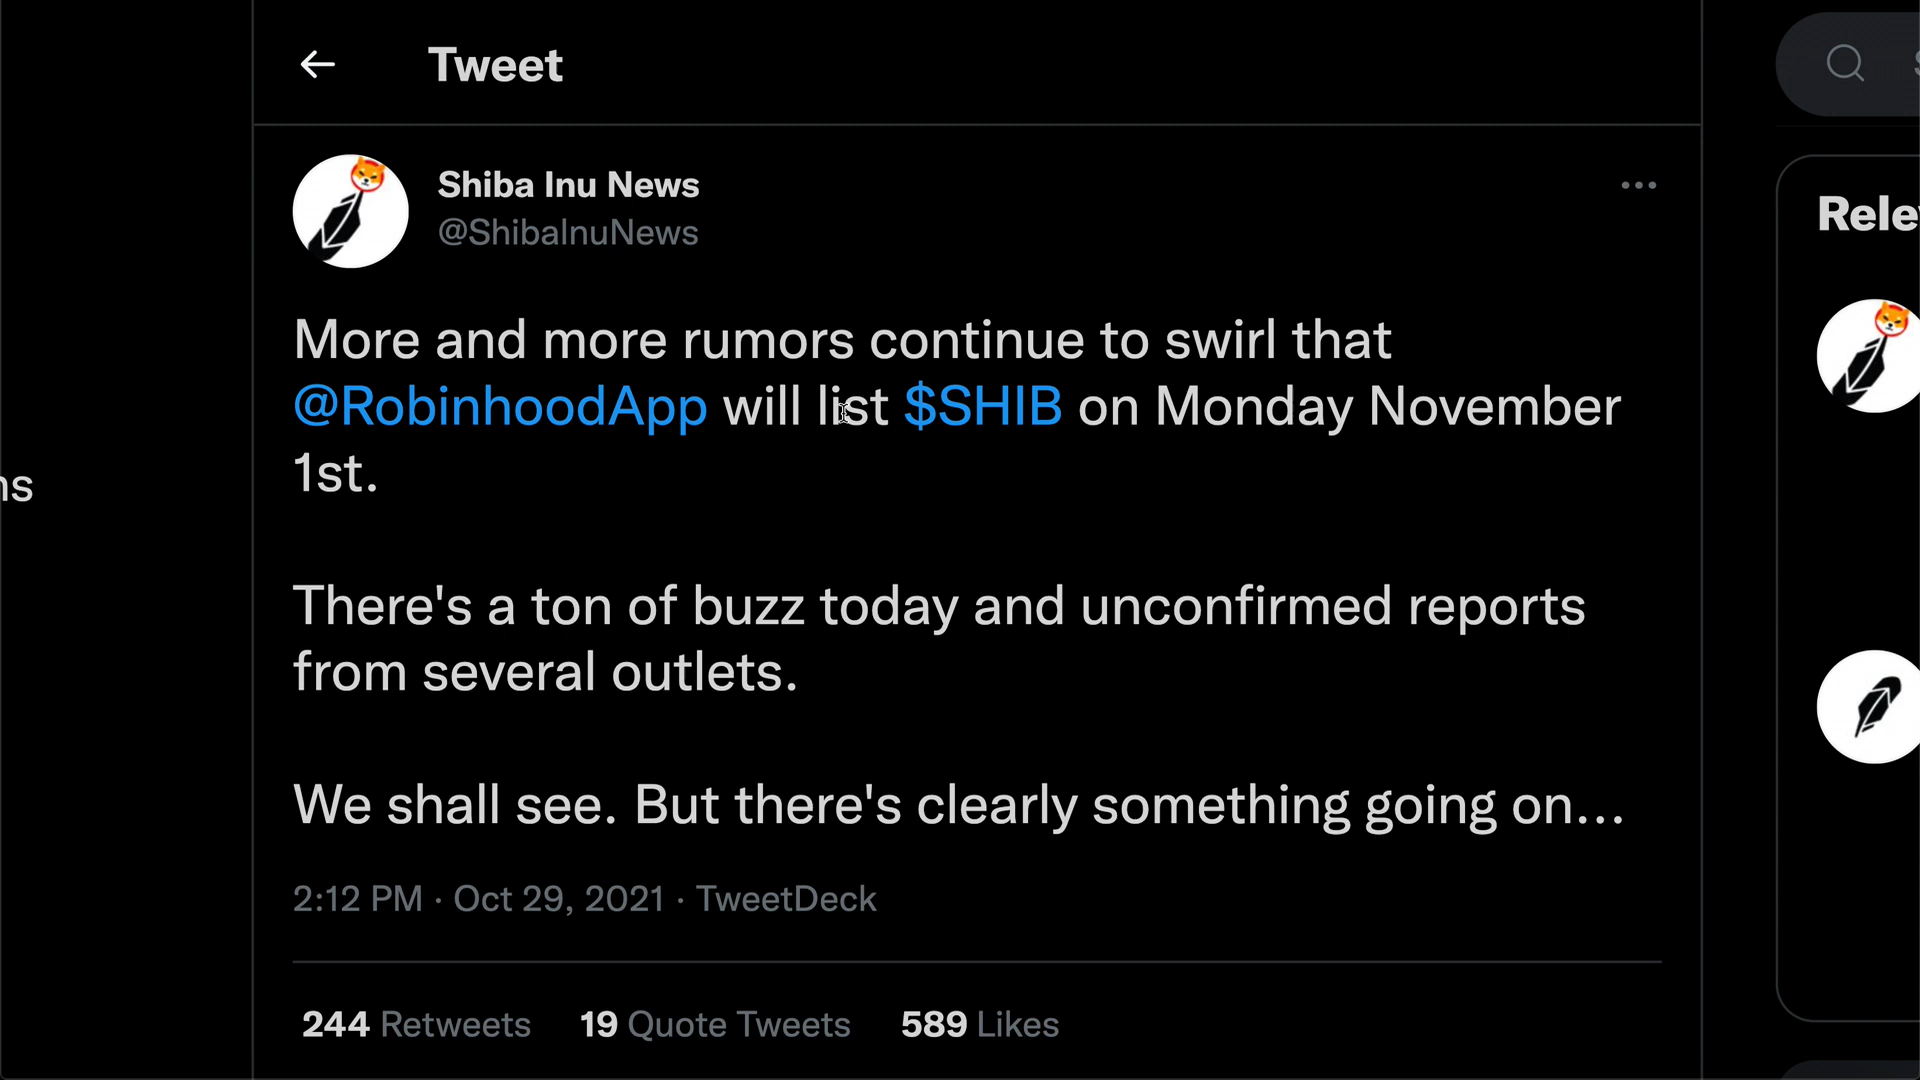 Tweet
Shiba Inu News
@ShibaInuNews
More and more rumors continue to swirl that
@RobinhoodApp will list $SHIB on Monday November
1st.
There's a ton of buzz today and unconfirmed reports
from several outlets.
We shall see. But there's clearly something going on...
2:12 PM · Oct 29, 2021 · TweetDeck
244 Retweets 19 Quote Tweets 589 Likes
ns
Rele